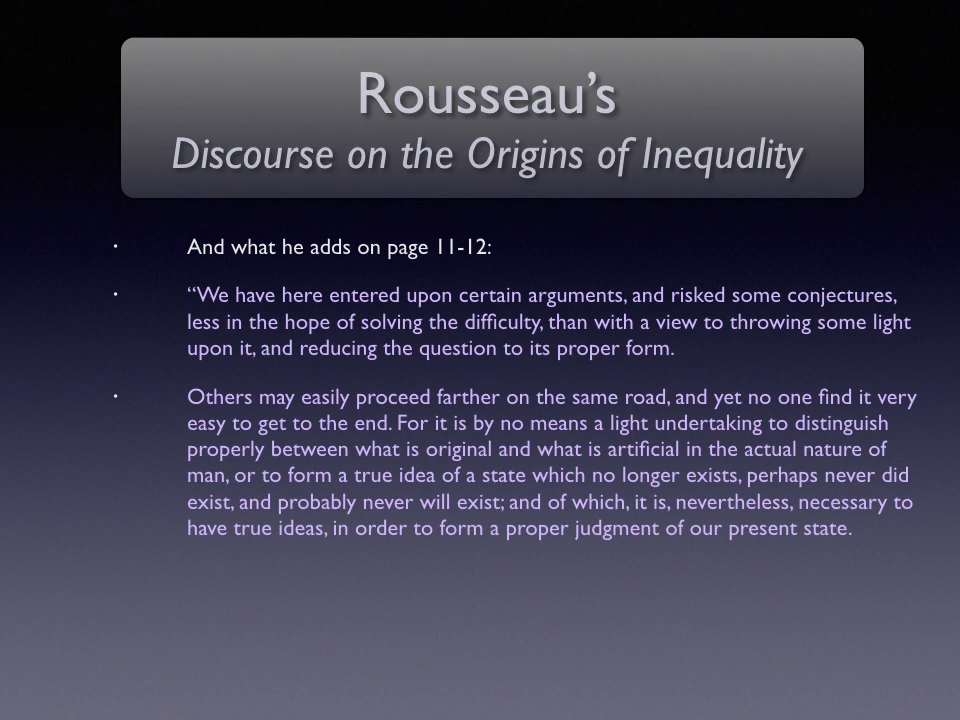 Rousseau’s
Discourse on the Origins of Inequality
• And what he adds on page 11-12:
• “We have here entered upon certain arguments, and risked some conjectures,
less in the hope of solving the difficulty, than with a view to throwing some light
upon it, and reducing the question to its proper form.
• Others may easily proceed farther on the same road, and yet no one find it very
easy to get to the end. For it is by no means a light undertaking to distinguish
properly between what is original and what is artificial in the actual nature of
man, or to form a true idea of a state which no longer exists, perhaps never did
exist, and probably never will exist; and of which, it is, nevertheless, necessary to
have true ideas, in order to form a proper judgment of our present state.